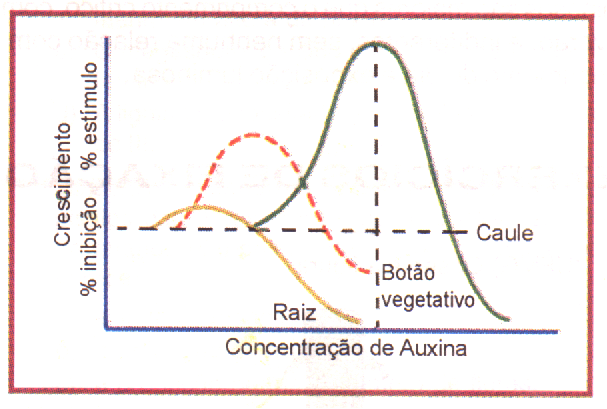 Crescimento
% inibição % estímulo
Caule
Botão
vegetativo
Raiz
Concentração de Auxina